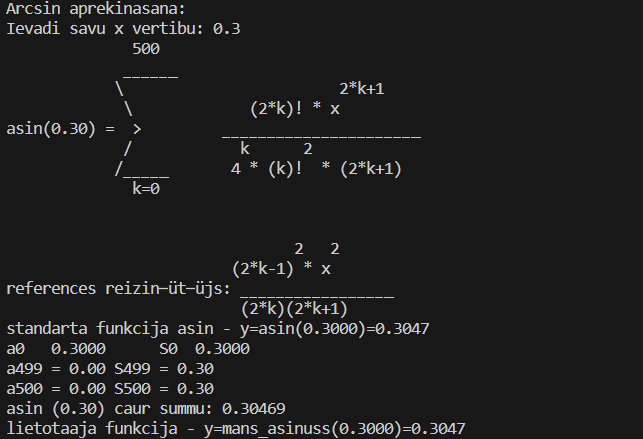 Arcsin aprekinasana:
Ievadi savu x vertibu: 0.3
500
______
\ 2*k+1
\ (2*k)! * x
asin(0.30) = > ______________________
/ k 2
/_____ 4 * (k)! * (2*k+1)
k=0
2 2
(2*k-1) * x
references reizin─üt─üjs: _________________
(2*k)(2*k+1)
standarta funkcija asin - y=asin(0.3000)=0.3047
a0 0.3000 S0 0.3000
a499 = 0.00 S499 = 0.30
a500 = 0.00 S500 = 0.30
asin (0.30) caur summu: 0.30469
lietotaaja funkcija - y=mans_asinuss(0.3000)=0.3047